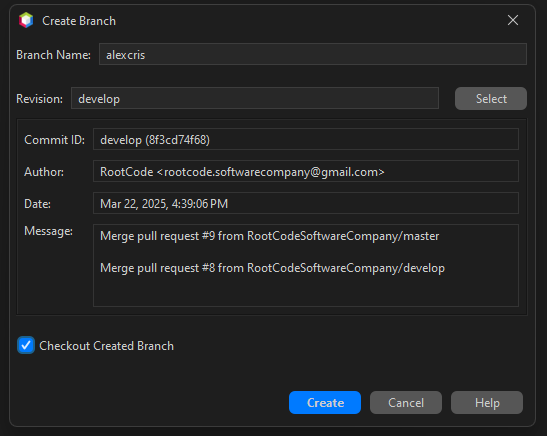 Create Branch
Branch Name: alexcris
Revision: develop Select
Commit ID: develop (8f3cd74f68)
Author: RootCode <rootcode.softwarecompany@gmail.com>
Date: Mar 22, 2025, 4:39:06 PM
Message: Merge pull request #9 from RootCodeSoftwareCompany/master
Merge pull request #8 from RootCodeSoftwareCompany/develop
Checkout Created Branch
Create Cancel Help